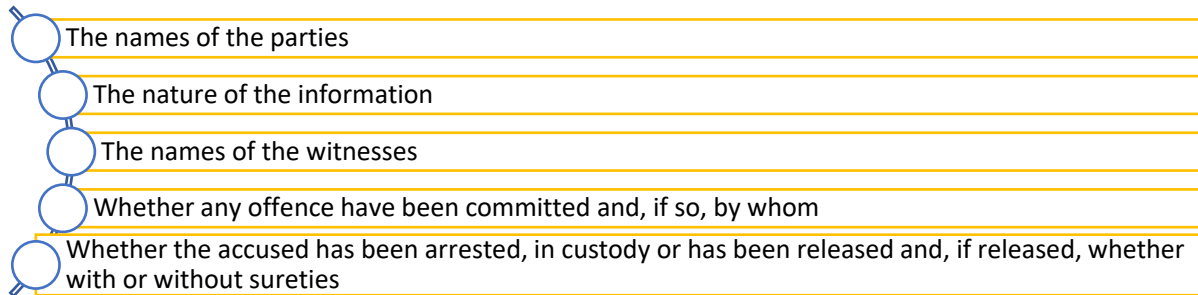 The names of the parties
The nature of the information
The names of the witnesses
Whether any offence have been committed and, if so, by whom
Whether the accused has been arrested, in custody or has been released and, if released, whether
with or without sureties